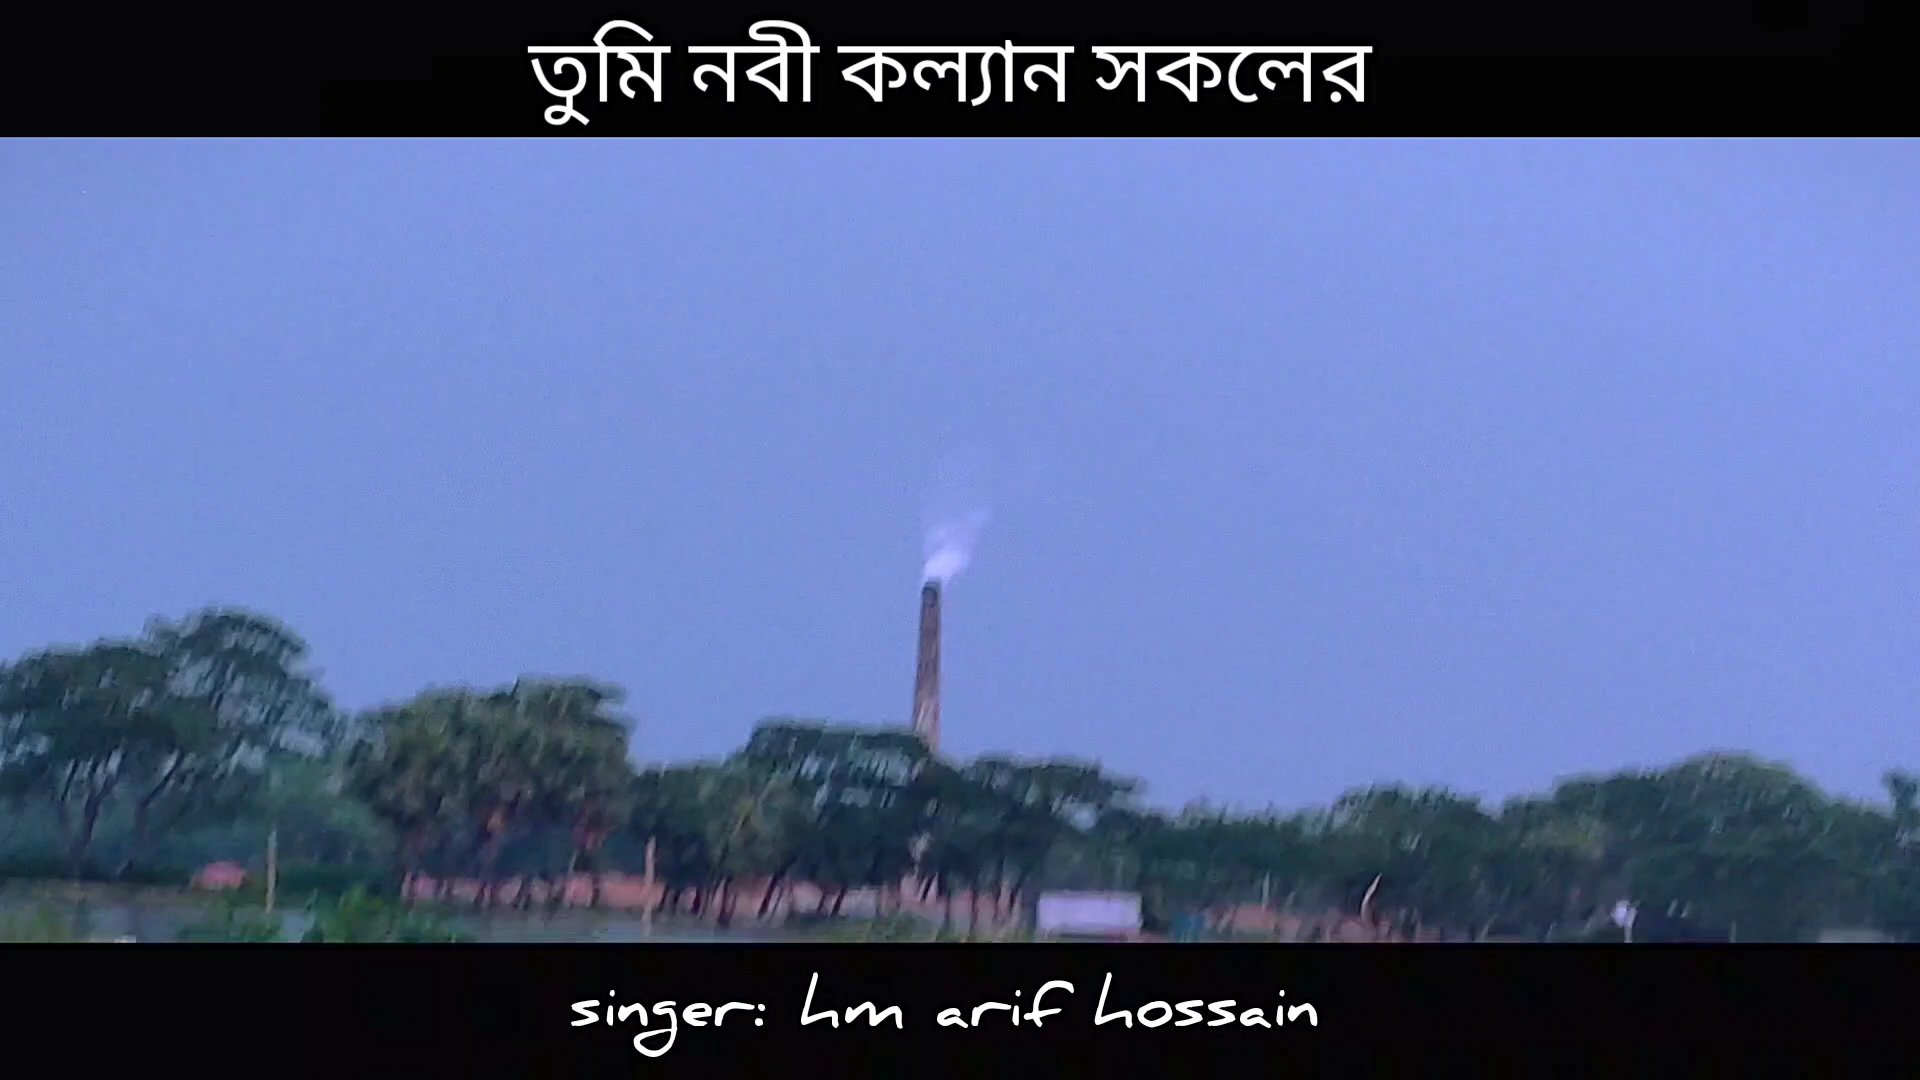 তুমি নবী কল্যান সকলের
singer: hm arif hossain